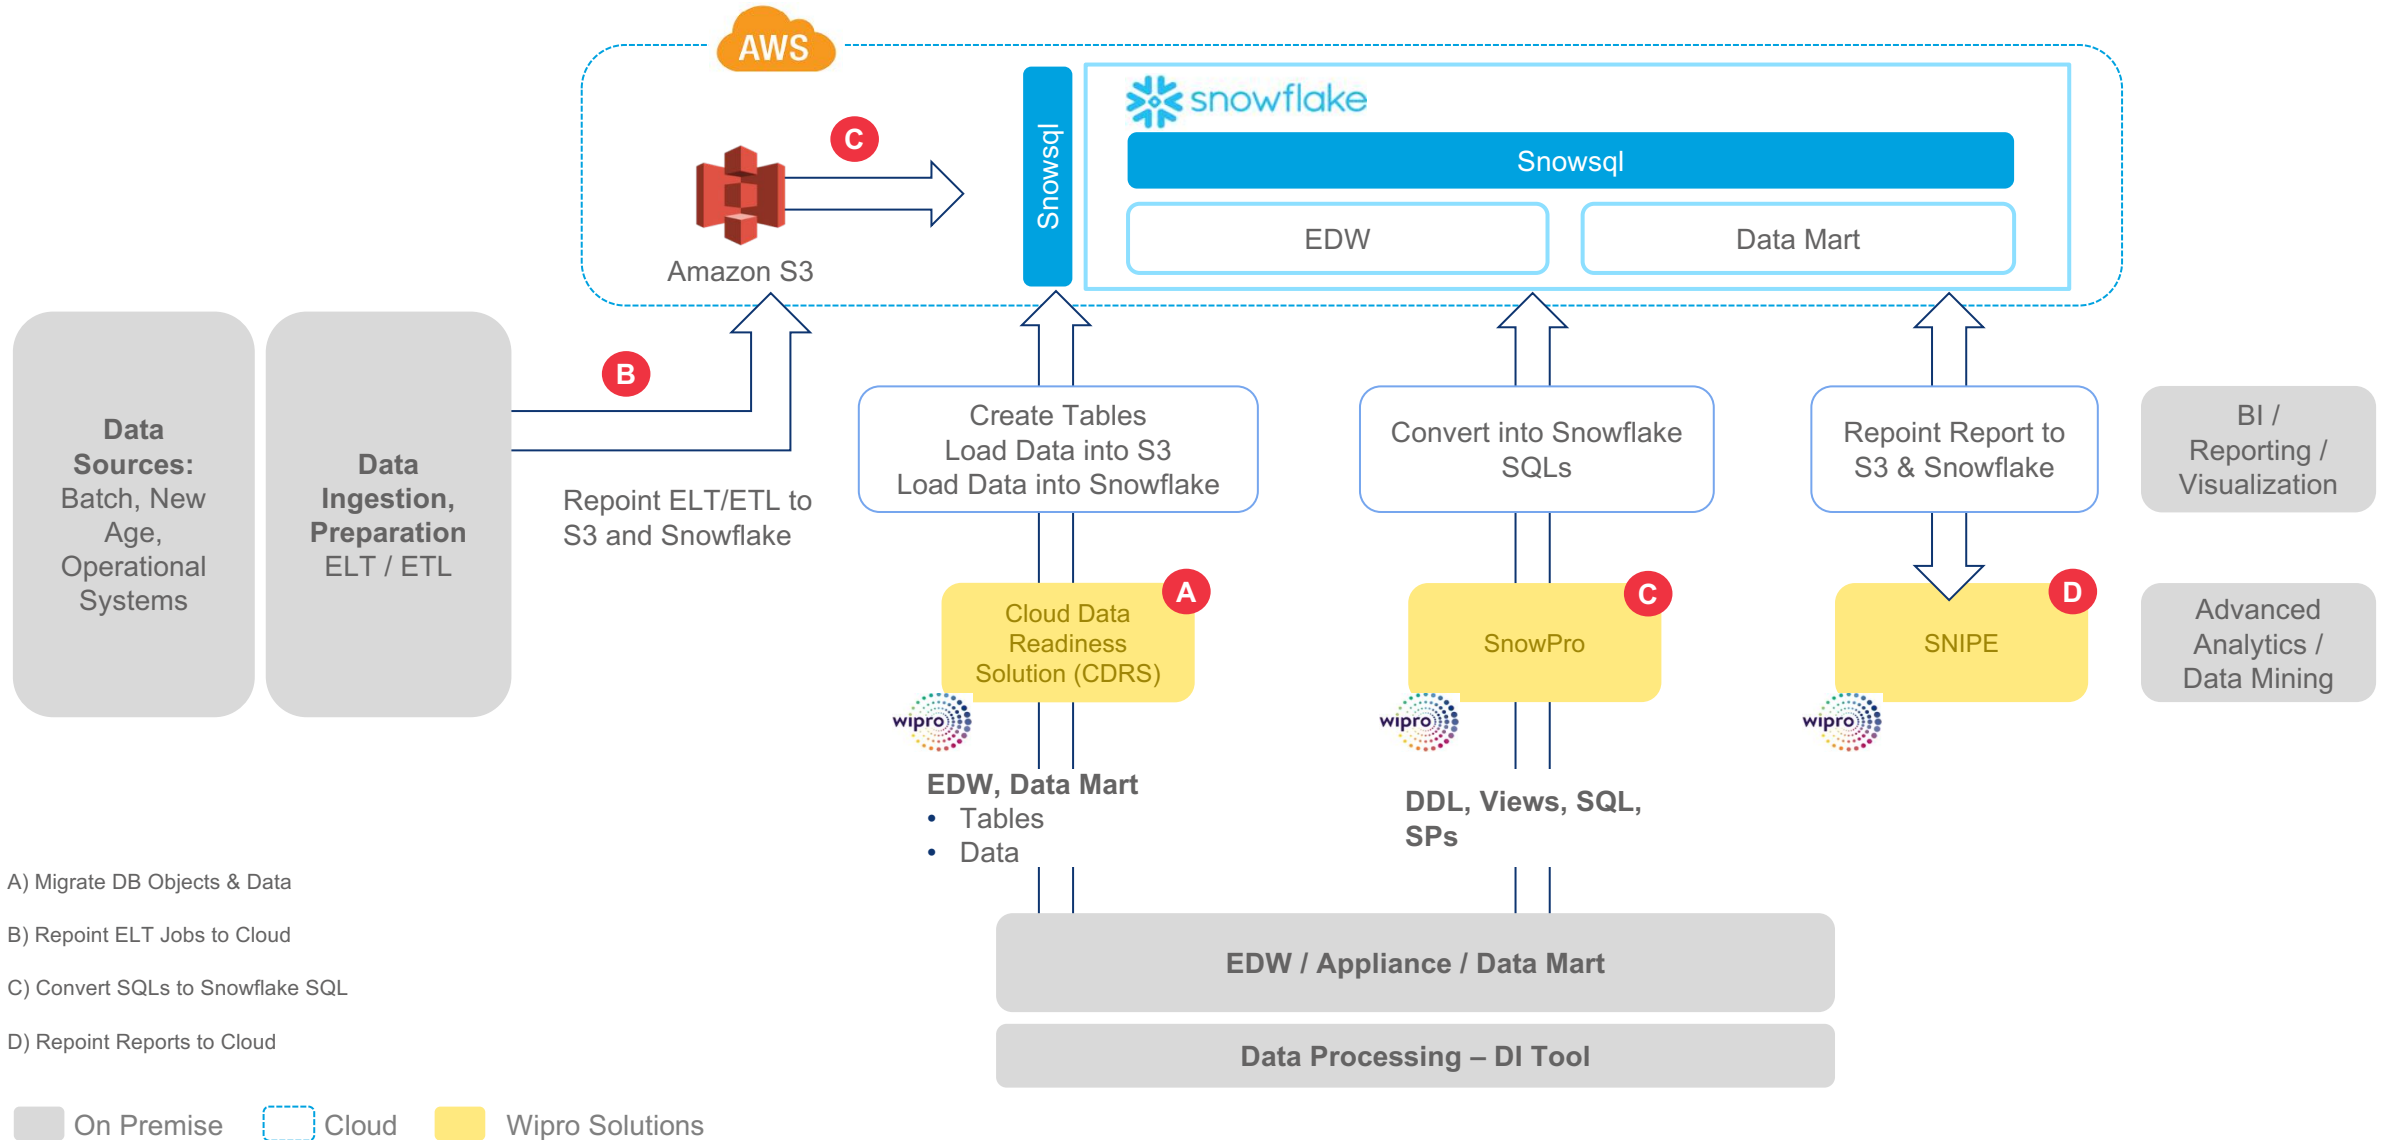 AWS
snowflake
Snowsql
Snowsql
EDW
Data Mart
C
Amazon S3
Data
Sources:
Batch, New
Age,
Operational
Systems
Data
Ingestion,
Preparation
ELT / ETL
B
Repoint ELT/ETL to
S3 and Snowflake
Create Tables
Load Data into S3
Load Data into Snowflake
Convert into Snowflake
SQLs
Repoint Report to
S3 & Snowflake
BI /
Reporting /
Visualization
A
Cloud Data
Readiness
Solution (CDRS)
wipro
C
SnowPro
wipro
D
SNIPE
wipro
Advanced
Analytics /
Data Mining
EDW, Data Mart
• Tables
• Data
DDL, Views, SQL,
SPs
A) Migrate DB Objects & Data
B) Repoint ELT Jobs to Cloud
C) Convert SQLs to Snowflake SQL
D) Repoint Reports to Cloud
EDW / Appliance / Data Mart
Data Processing – DI Tool
On Premise
Cloud
Wipro Solutions